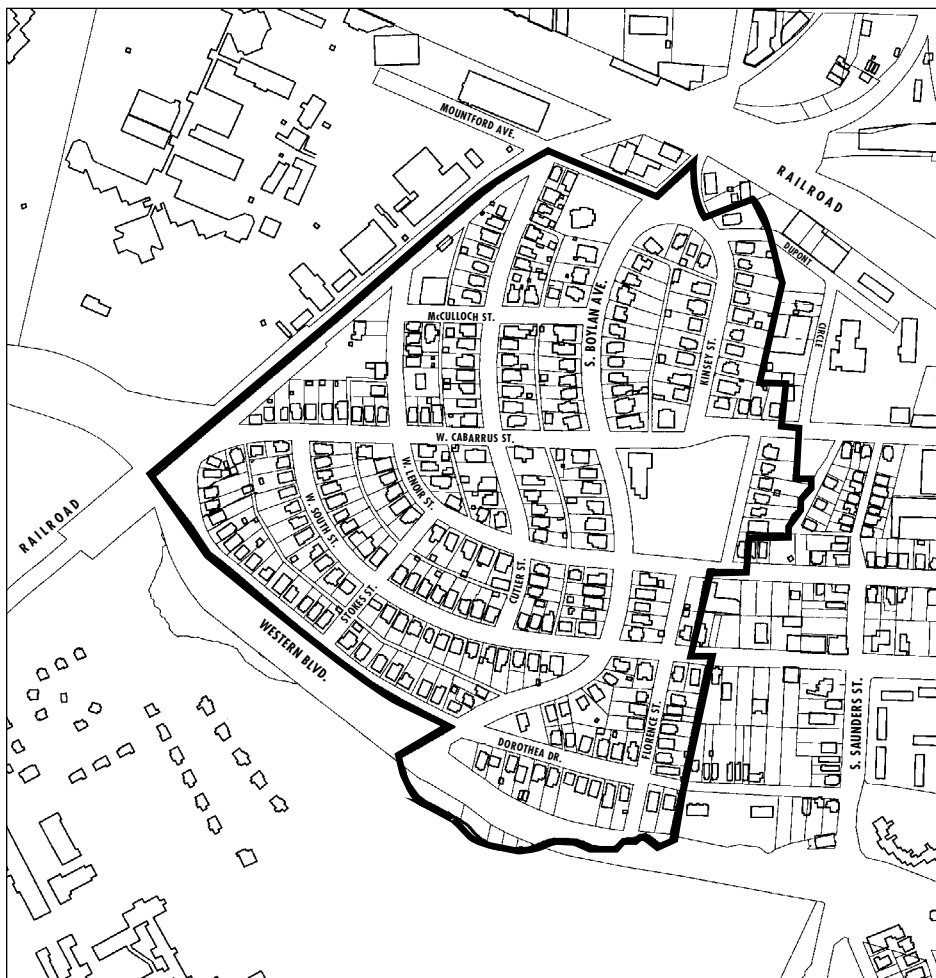 MOUNTFORD AVE.
RAILROAD
DUPONT
CIRCLE
McCULLOCH ST.
S. BOYLAN AVE.
KINSEY ST.
W. CABARRUS ST.
W. LENOIR ST.
W. SOUTH ST.
RAILROAD
CUTLER ST.
STOKES ST.
WESTERN BLVD.
FLORENCE ST.
S. SAUNDERS ST.
DOROTHEA DR.